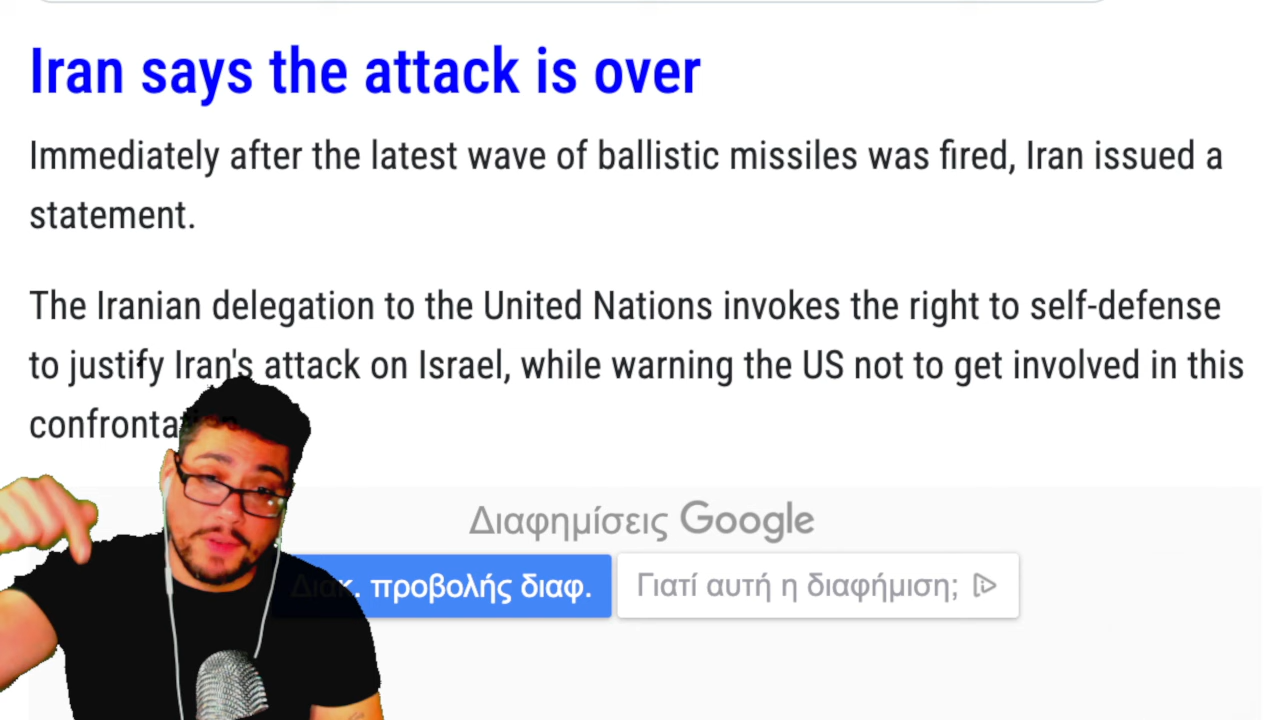 Iran says the attack is over
Immediately after the latest wave of ballistic missiles was fired, Iran issued a
statement.
The Iranian delegation to the United Nations invokes the right to self-defense
to justify Iran's attack on Israel, while warning the US not to get involved in this
confrontation
Διαφημίσεις Google
Διακ. προβολής διαφ.
Γιατί αυτή η διαφήμιση;